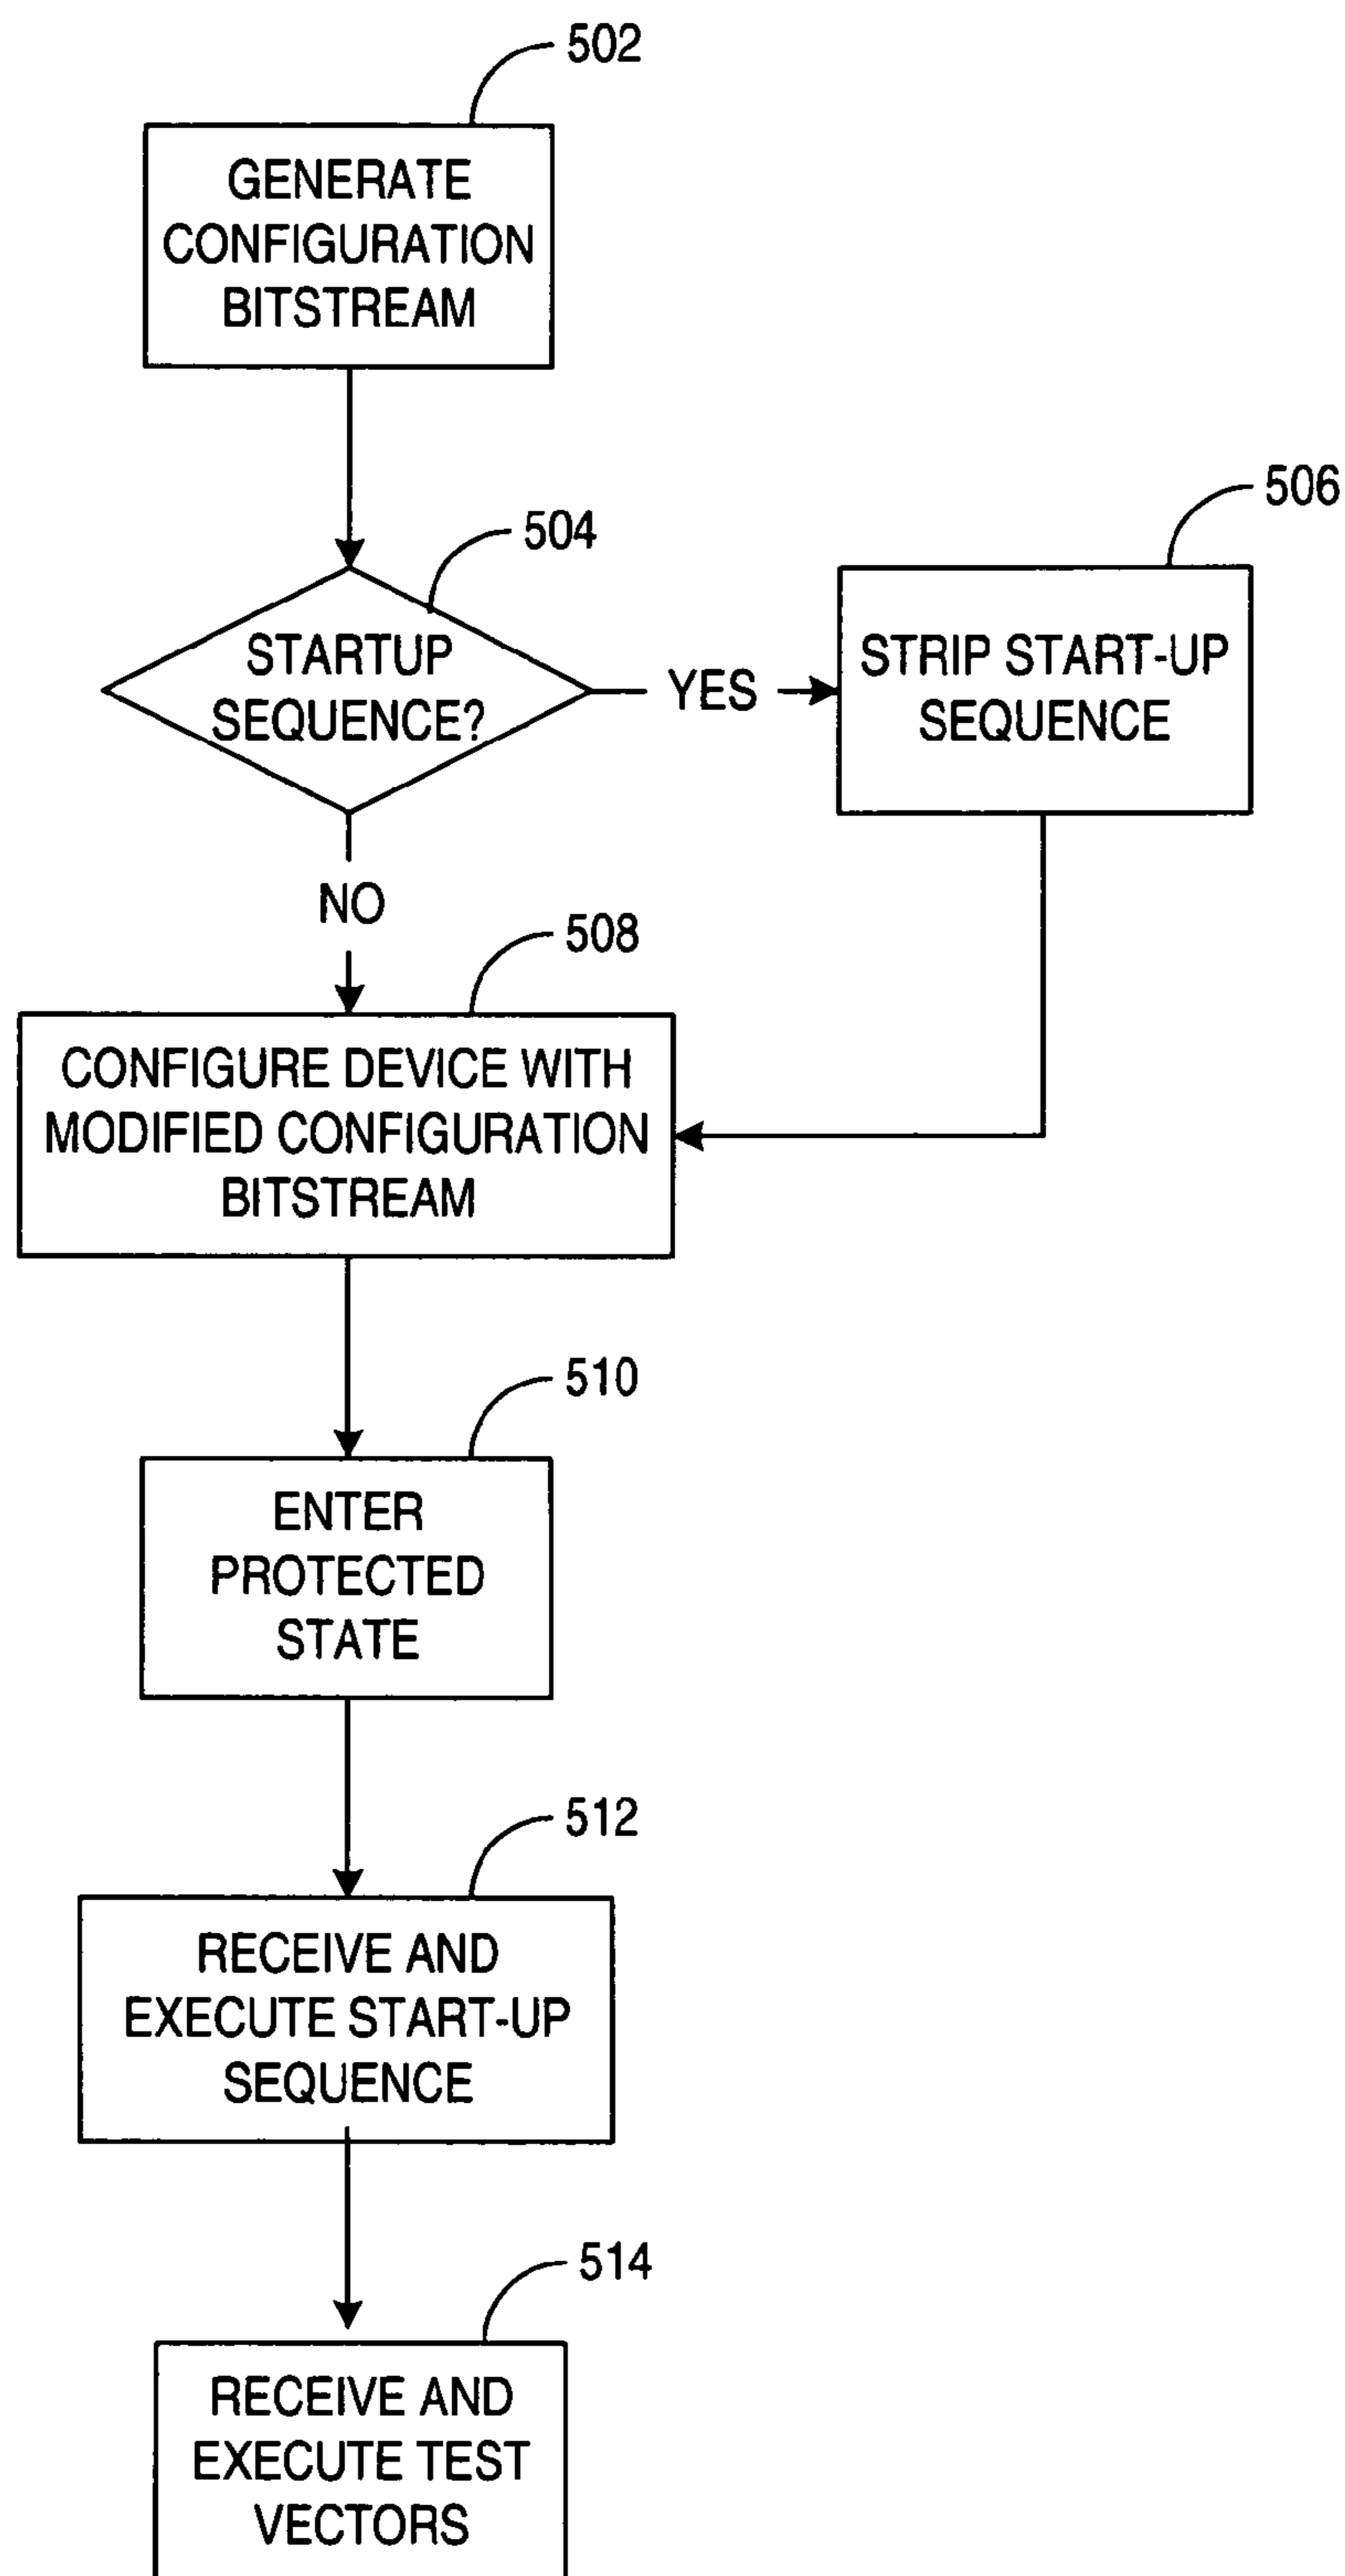 502
GENERATE
CONFIGURATION
BITSTREAM
504
STARTUP
SEQUENCE?
YES
506
STRIP START-UP
SEQUENCE
NO
508
CONFIGURE DEVICE WITH
MODIFIED CONFIGURATION
BITSTREAM
510
ENTER
PROTECTED
STATE
512
RECEIVE AND
EXECUTE START-UP
SEQUENCE
514
RECEIVE AND
EXECUTE TEST
VECTORS